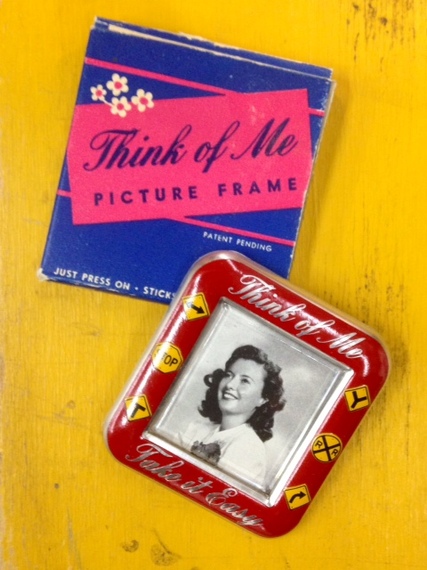 Think of Me
PICTURE FRAME
PATENT PENDING
JUST PRESS ON · STICKS
Think of Me
STOP
R R
Take it Easy